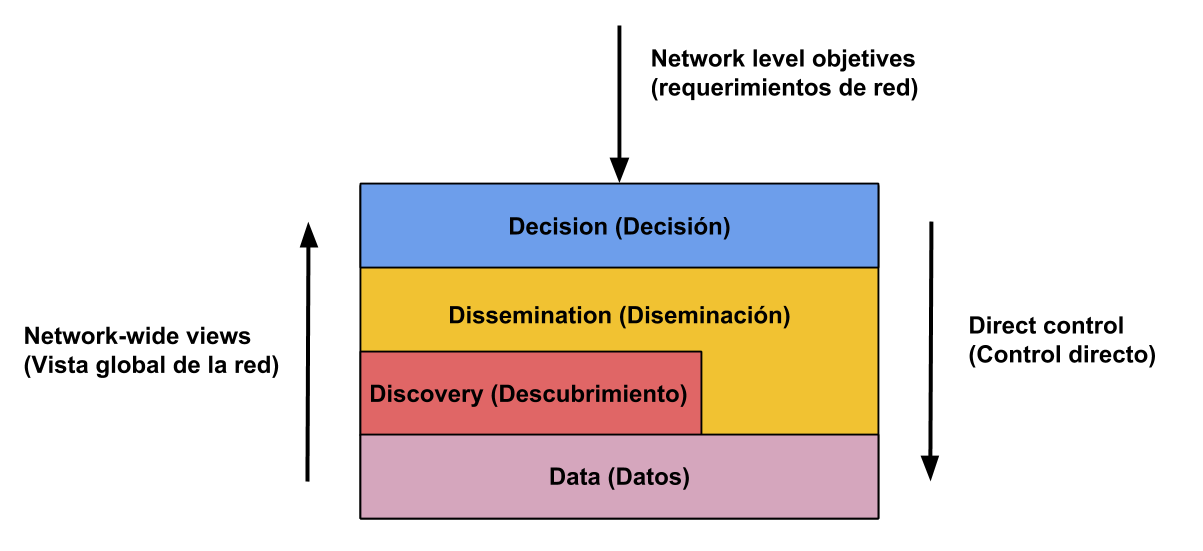 Network level objetives
(requerimientos de red)
Decision (Decisión)
Dissemination (Diseminación)
Network-wide views
(Vista global de la red)
Direct control
(Control directo)
Discovery (Descubrimiento)
Data (Datos)